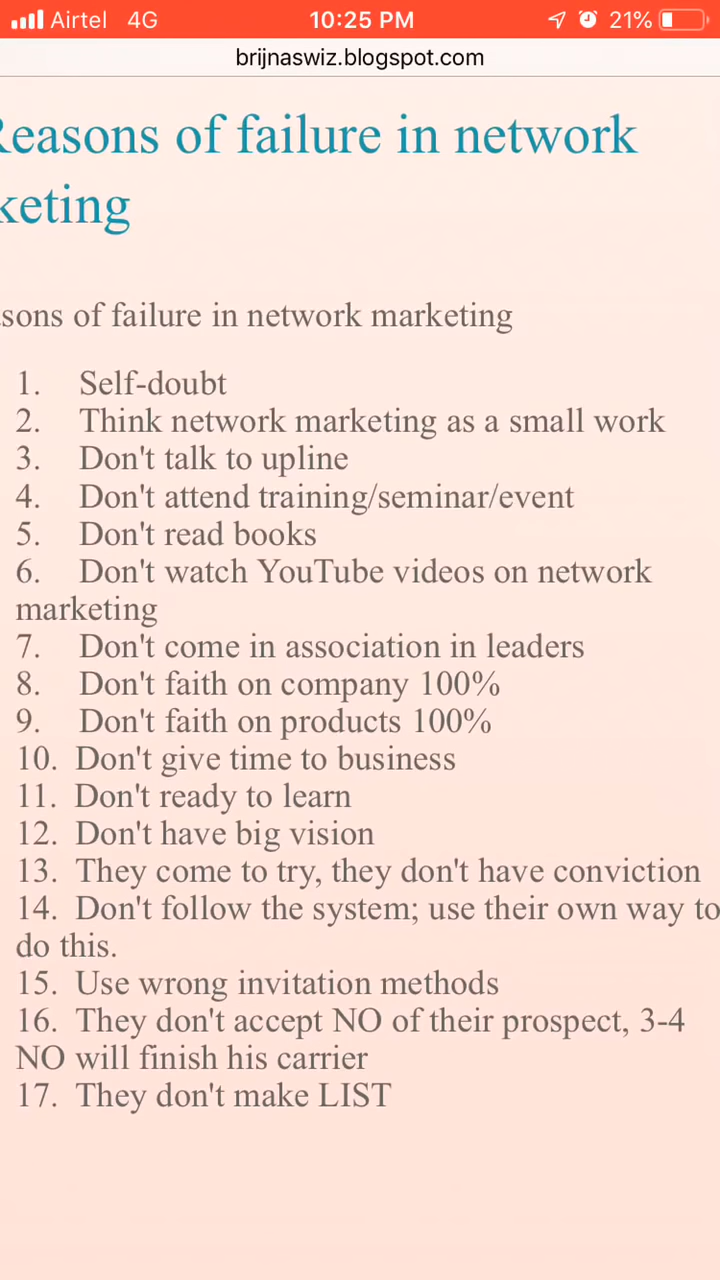 Airtel 4G 10:25 PM 21%
brijnaswiz.blogspot.com
easons of failure in network
keting
sons of failure in network marketing
1. Self-doubt
2. Think network marketing as a small work
3. Don't talk to upline
4. Don't attend training/seminar/event
5. Don't read books
6. Don't watch YouTube videos on network
marketing
7. Don't come in association in leaders
8. Don't faith on company 100%
9. Don't faith on products 100%
10. Don't give time to business
11. Don't ready to learn
12. Don't have big vision
13. They come to try, they don't have conviction
14. Don't follow the system; use their own way to
do this.
15. Use wrong invitation methods
16. They don't accept NO of their prospect, 3-4
NO will finish his carrier
17. They don't make LIST